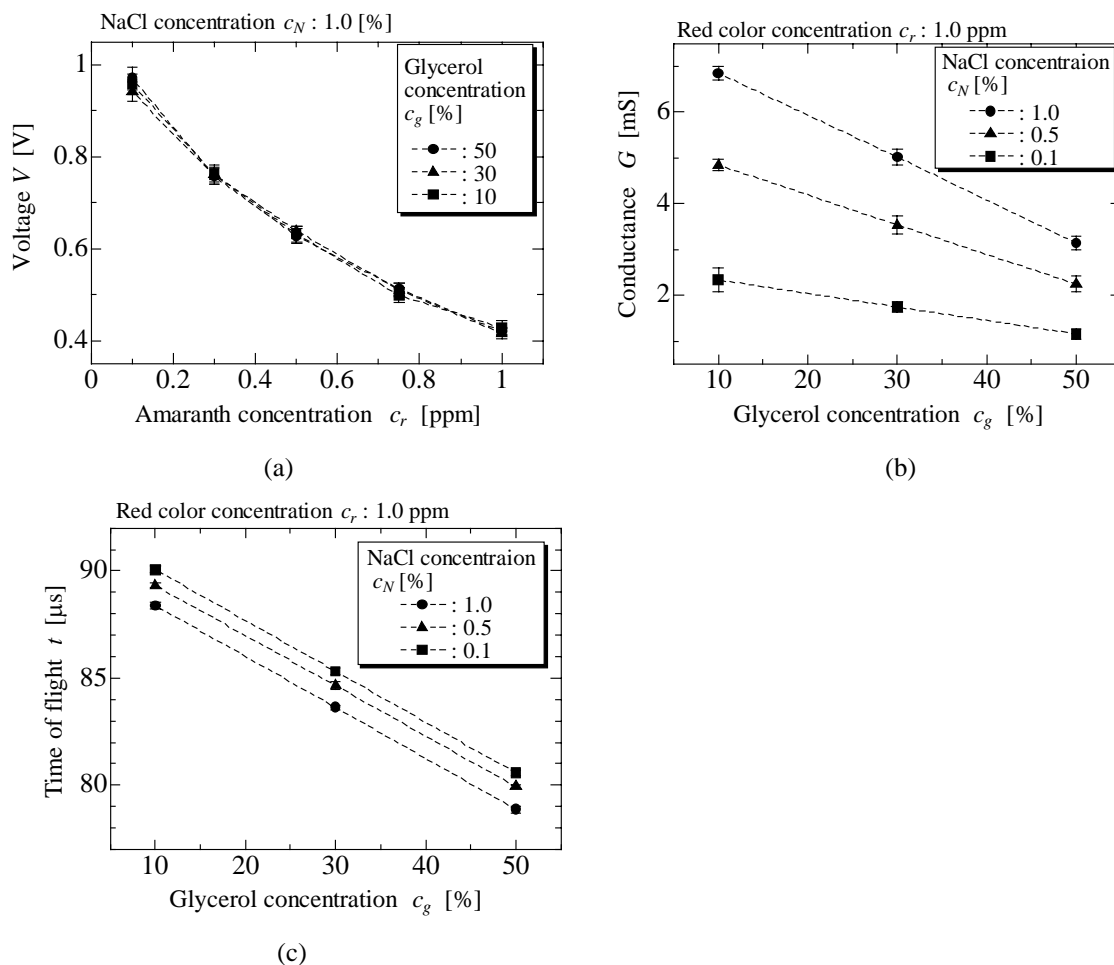 NaCl concentration c_N : 1.0 [%]
Voltage V [V]
1
0.8
0.6
0.4
Glycerol
concentration
c_g [%]
: 50
: 30
: 10
0 0.2 0.4 0.6 0.8 1
Amaranth concentration c_r [ppm]
(a)
Red color concentration c_r : 1.0 ppm
Conductance G [mS]
6
4
2
NaCl concentraion
c_N [%]
: 1.0
: 0.5
: 0.1
10 20 30 40 50
Glycerol concentration c_g [%]
(b)
Red color concentration c_r : 1.0 ppm
Time of flight t [μs]
90
85
80
NaCl concentraion
c_N [%]
: 1.0
: 0.5
: 0.1
10 20 30 40 50
Glycerol concentration c_g [%]
(c)